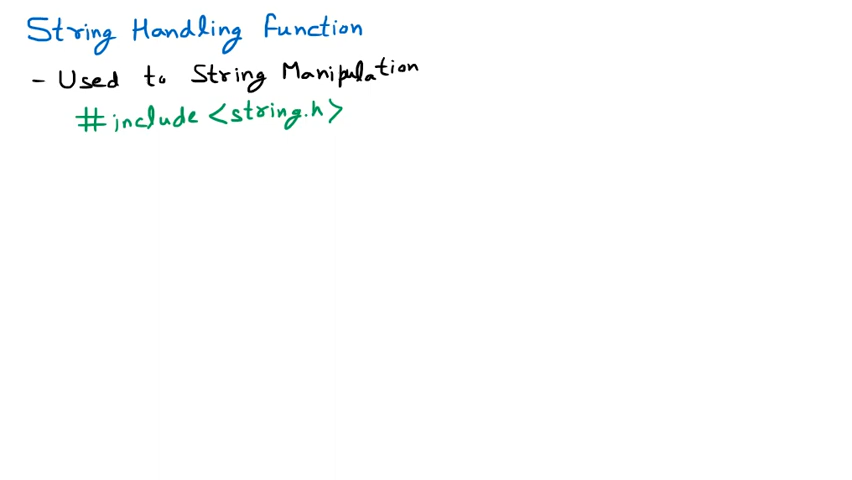 String Handling Function
- Used to String Manipulation
#include <string.h>